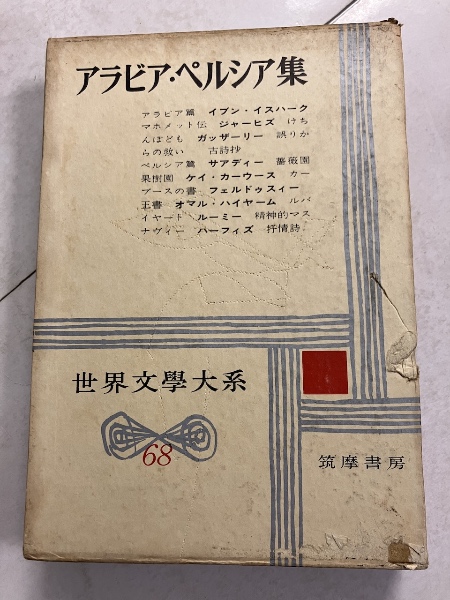 アラビア・ペルシア集
アラビア篇 イブン・イスハーク
マホメット伝 ジャーヒズ けち
んぼども ガッザーリー 誤りか
らの救い 古詩抄
ペルシア篇 サアディー 薔薇園
果樹園 ケイ・カーウース カー
ブースの書 フェルドゥスィー
王書 オマル・ハイヤーム ルバ
イヤート ルーミー 精神的マス
ナヴィー ハーフィズ 抒情詩
世界文學大系
68
筑摩書房